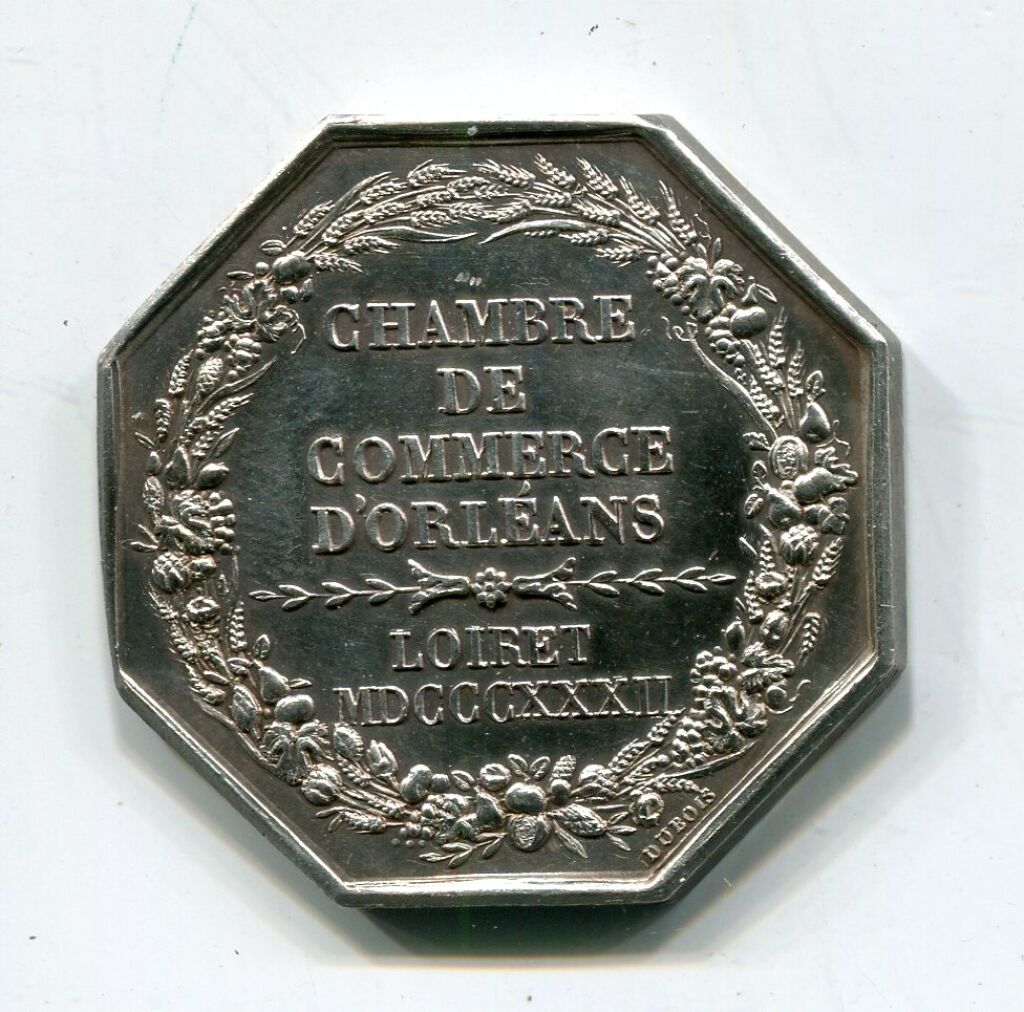 CHAMBRE
DE
COMMERCE
D'ORLÉANS
LOIRET
MDCCCXXXII
DUBOIS